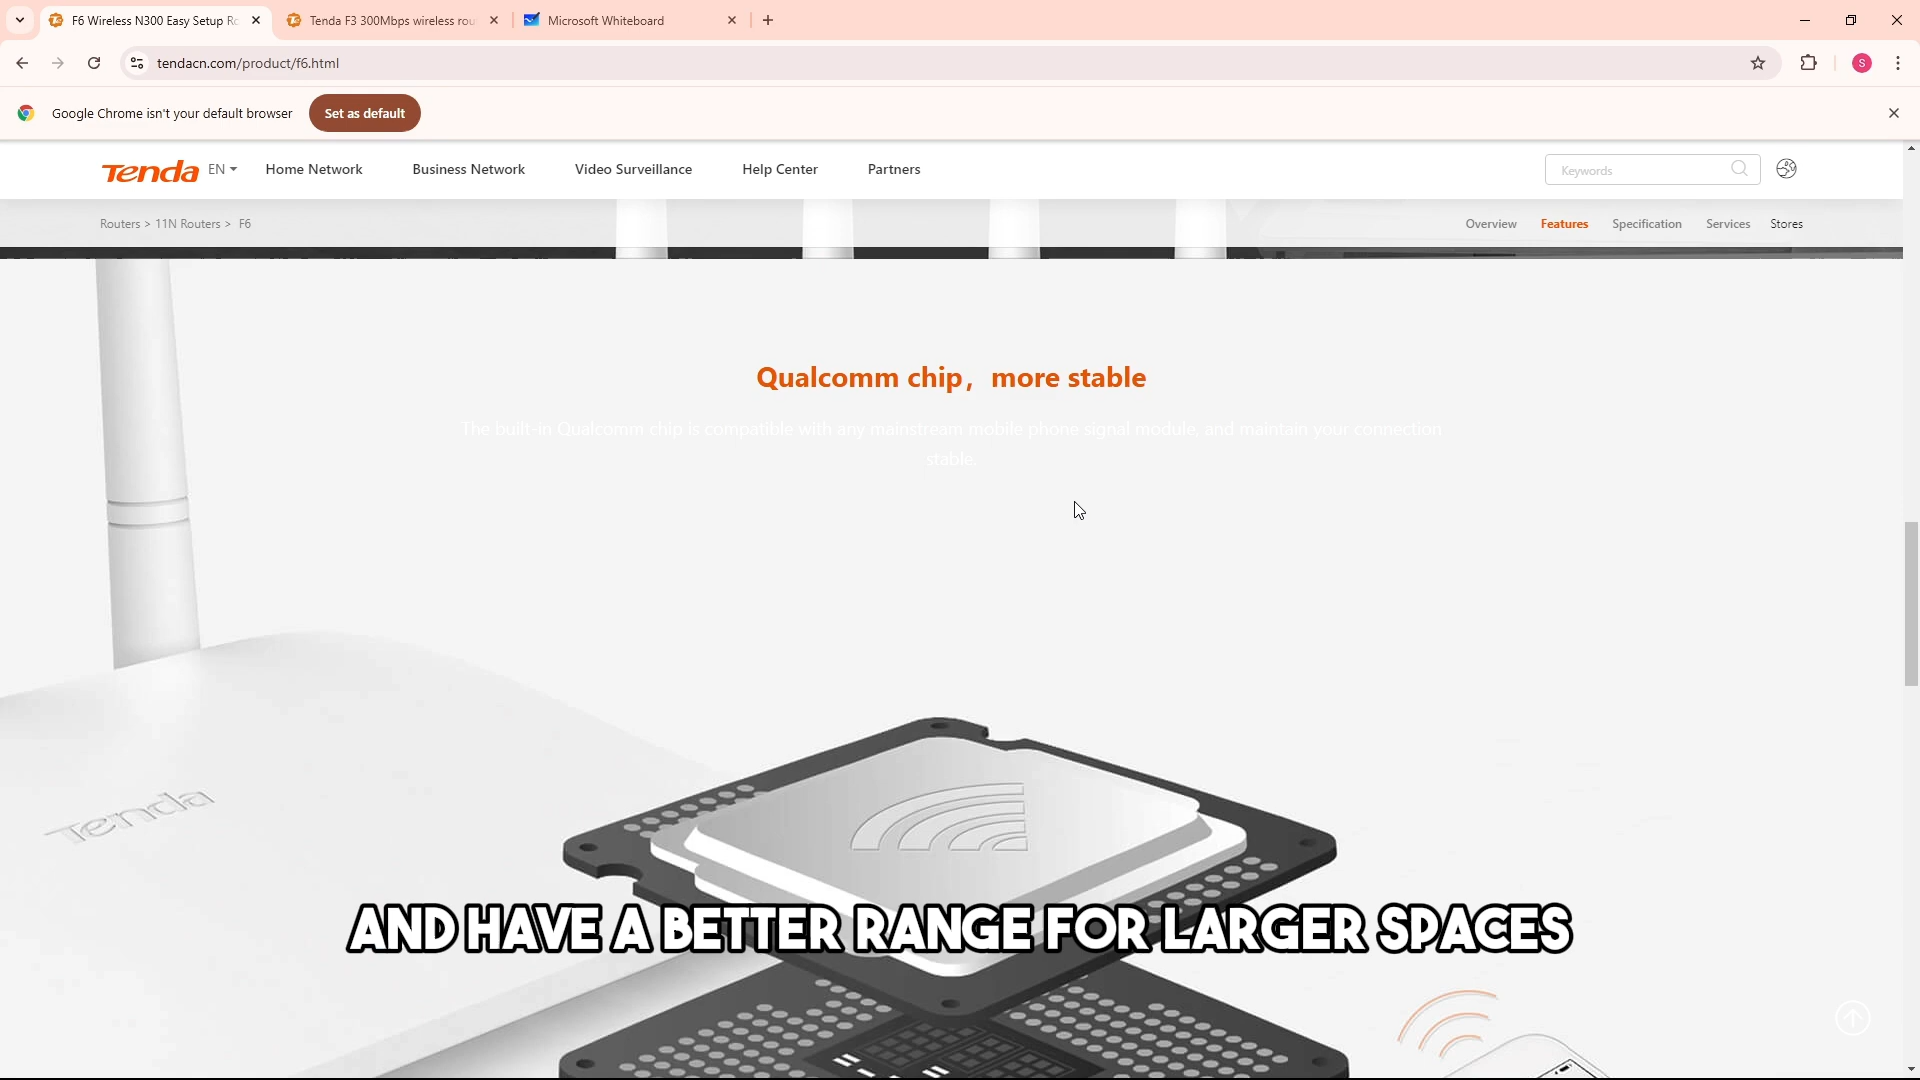 F6 Wireless N300 Easy Setup Ro
Tenda F3 300Mbps wireless rou
Microsoft Whiteboard
tendacn.com/product/f6.html
S
Google Chrome isn't your default browser
Set as default
Tenda
EN
Home Network
Business Network
Video Surveillance
Help Center
Partners
Keywords
Routers > 11N Routers > F6
Overview
Features
Specification
Services
Stores
Qualcomm chip，more stable
The built-in Qualcomm chip is compatible with any mainstream mobile phone signal module, and maintain your connection
stable.
Tenda
AND HAVE A BETTER RANGE FOR LARGER SPACES